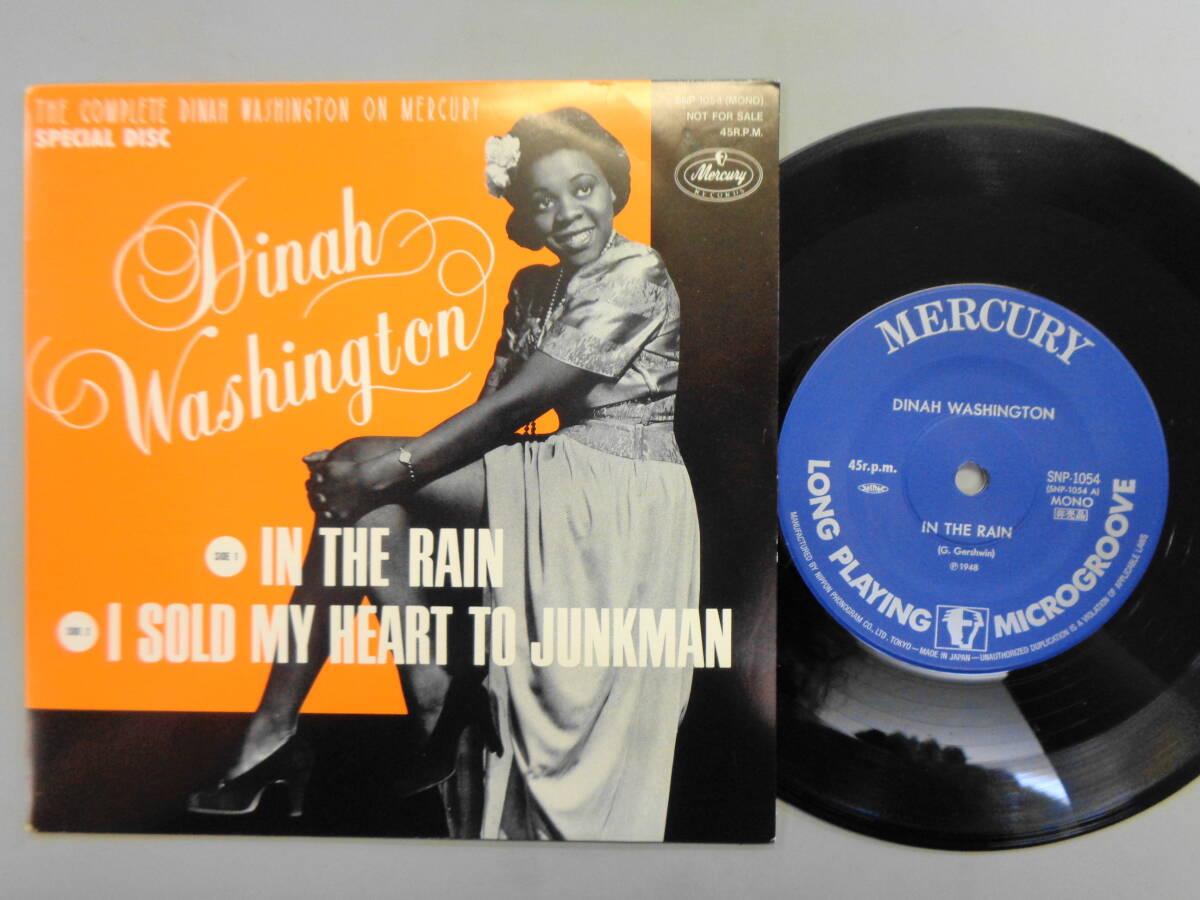 THE COMPLETE DINAH WASHINGTON ON MERCURY
SPECIAL DISC
SNP-1054 (MONO)
NOT FOR SALE
45R.P.M.
Mercury
RECORDS
Dinah
Washington
SIDE 1
IN THE RAIN
SIDE 2
I SOLD MY HEART TO JUNKMAN
MERCURY
DINAH WASHINGTON
45r.p.m.
SNP-1054
(SNP-1054 A)
MONO
非売品
IN THE RAIN
(G. Gershwin)
℗1948
LONG PLAYING
MICROGROOVE
MANUFACTURED BY NIPPON PHONOGRAM CO., LTD. TOKYO – MADE IN JAPAN – UNAUTHORIZED DUPLICATION IS A VIOLATION OF APPLICABLE LAWS